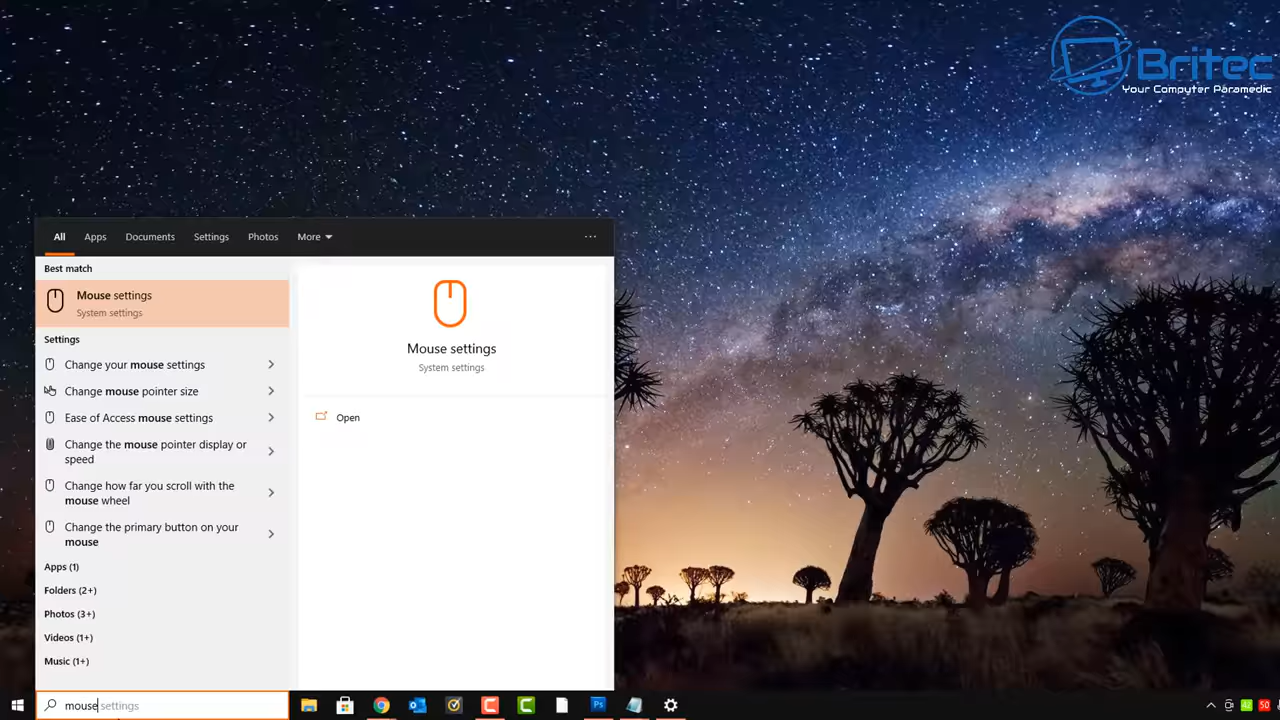 Britec
Your Computer Paramedic
All Apps Documents Settings Photos More ...
Best match
Mouse settings
System settings
Settings
Change your mouse settings
Change mouse pointer size
Ease of Access mouse settings
Change the mouse pointer display or
speed
Change how far you scroll with the
mouse wheel
Change the primary button on your
mouse
Apps (1)
Folders (2+)
Photos (3+)
Videos (1+)
Music (1+)
Mouse settings
System settings
Open
mouse settings
Ps
42 50